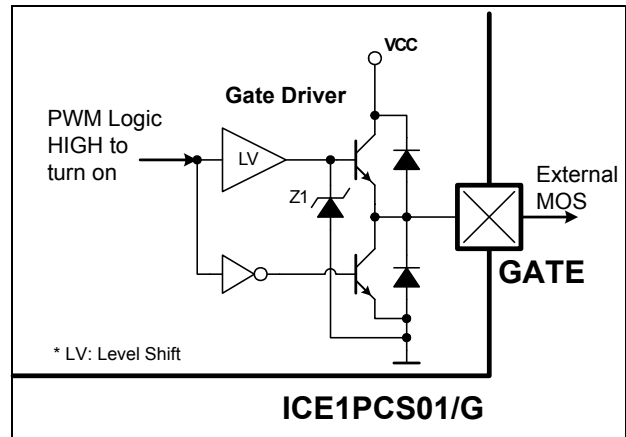 VCC
Gate Driver
PWM Logic
HIGH to
turn on
LV
Z1
External
MOS
GATE
* LV: Level Shift
ICE1PCS01/G